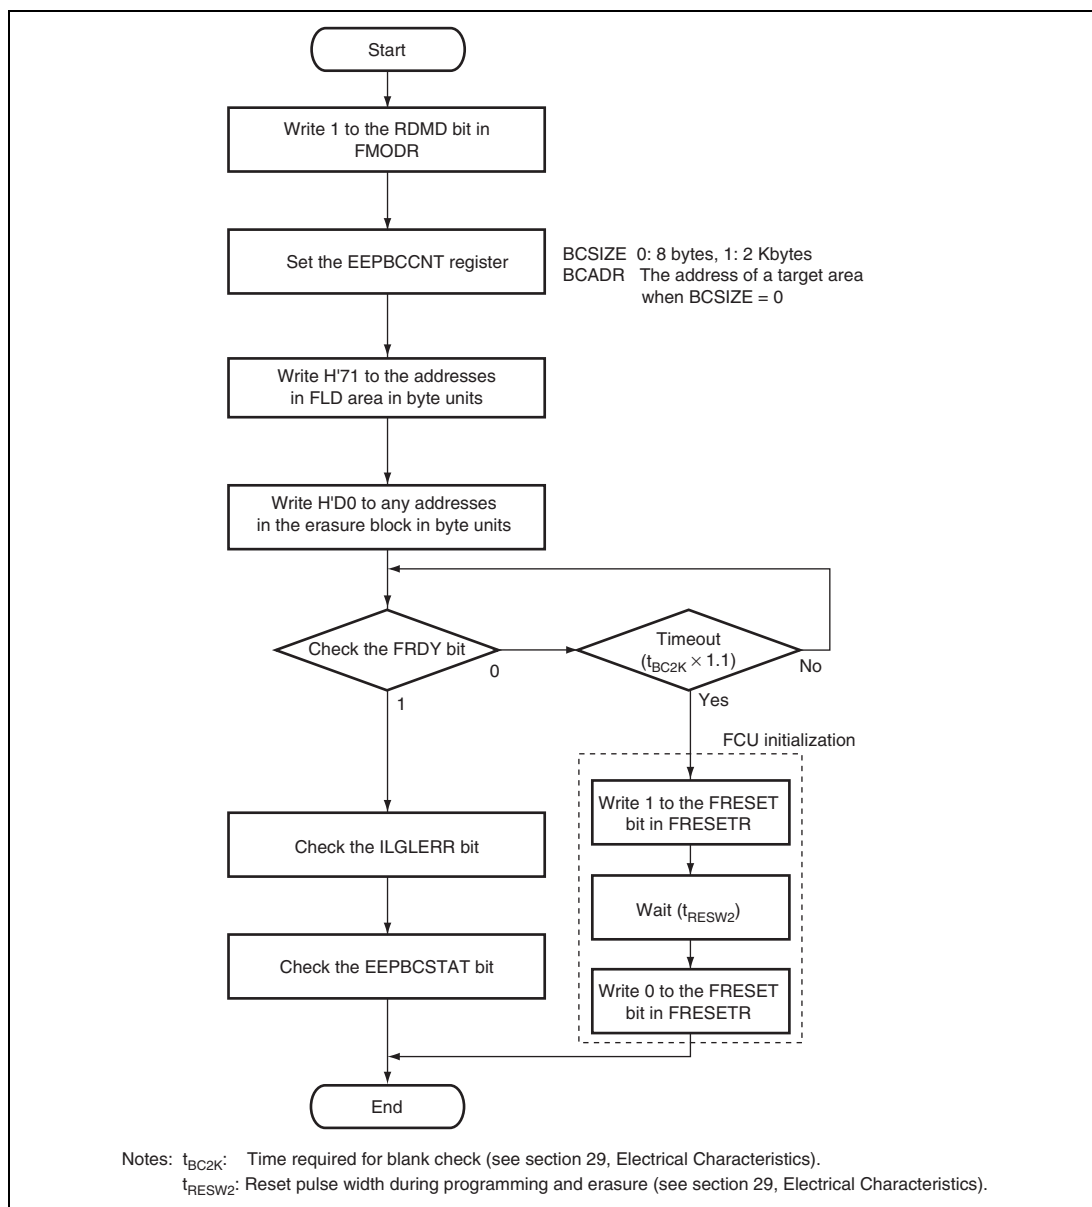 Start
Write 1 to the RDMD bit in
FMODR
Set the EEPBCCNT register
BCSIZE 0: 8 bytes, 1: 2 Kbytes
BCADR The address of a target area
when BCSIZE = 0
Write H'71 to the addresses
in FLD area in byte units
Write H'D0 to any addresses
in the erasure block in byte units
Check the FRDY bit
0
1
Timeout
(tBC2K × 1.1)
No
Yes
FCU initialization
Write 1 to the FRESET
bit in FRESETR
Wait (tRESW2)
Write 0 to the FRESET
bit in FRESETR
Check the ILGLERR bit
Check the EEPBCSTAT bit
End
Notes: tBC2K: Time required for blank check (see section 29, Electrical Characteristics).
tRESW2: Reset pulse width during programming and erasure (see section 29, Electrical Characteristics).